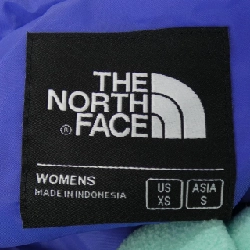 THE
NORTH
FACE
®
WOMENS
MADE IN INDONESIA
US
XS
ASIA
S